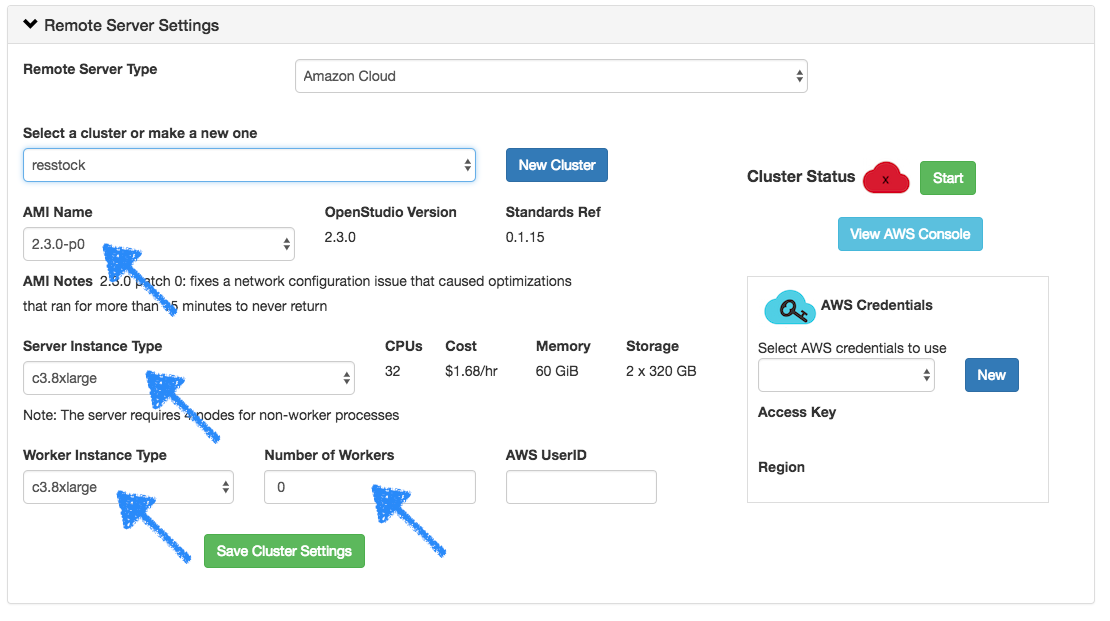 Remote Server Settings
Remote Server Type
Amazon Cloud
Select a cluster or make a new one
resstock
New Cluster
Cluster Status
x
Start
AMI Name
OpenStudio Version
Standards Ref
2.3.0-p0
2.3.0
0.1.15
View AWS Console
AMI Notes 2.3.0 patch 0: fixes a network configuration issue that caused optimizations
that ran for more than 5 minutes to never return
AWS Credentials
Select AWS credentials to use
New
Access Key
Region
Server Instance Type
CPUs
Cost
Memory
Storage
c3.8xlarge
32
$1.68/hr
60 GiB
2 x 320 GB
Note: The server requires 4 nodes for non-worker processes
Worker Instance Type
Number of Workers
AWS UserID
c3.8xlarge
0
Save Cluster Settings